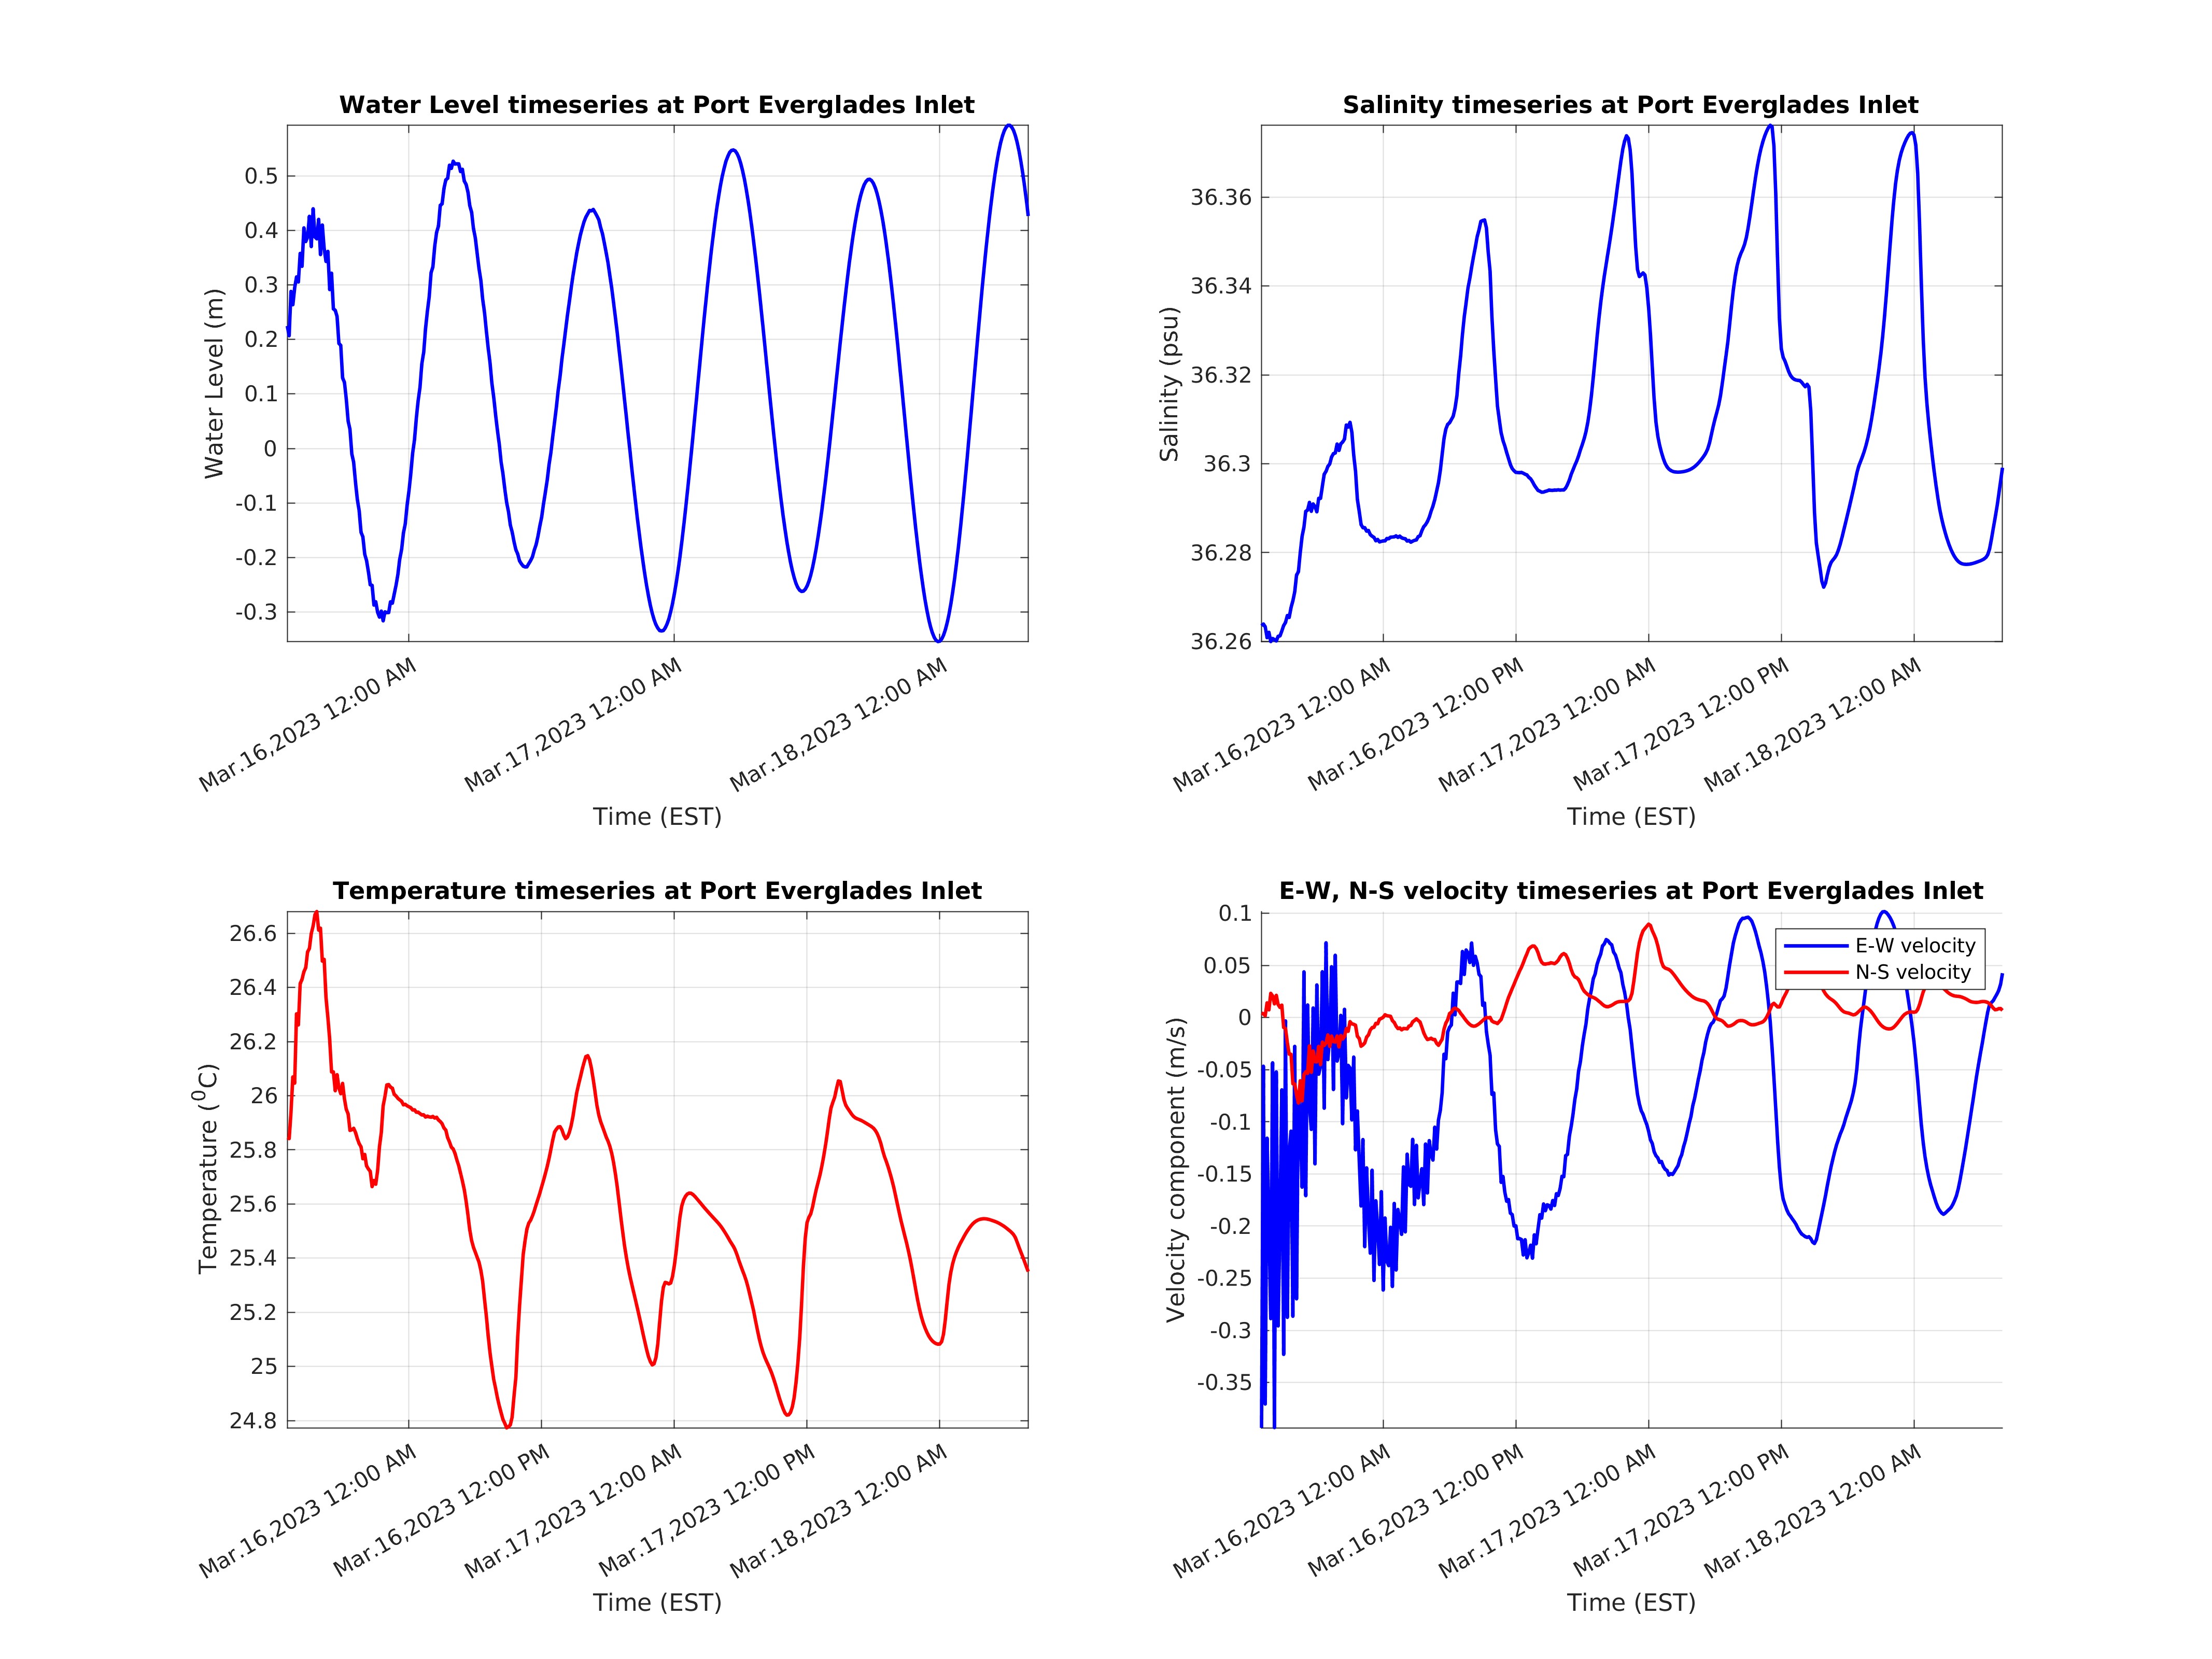 Water Level timeseries at Port Everglades Inlet
Water Level (m)
0.5
0.4
0.3
0.2
0.1
0
-0.1
-0.2
-0.3
Mar.16,2023 12:00 AM
Mar.17,2023 12:00 AM
Mar.18,2023 12:00 AM
Time (EST)
Salinity timeseries at Port Everglades Inlet
Salinity (psu)
36.36
36.34
36.32
36.3
36.28
36.26
Mar.16,2023 12:00 AM
Mar.16,2023 12:00 PM
Mar.17,2023 12:00 AM
Mar.17,2023 12:00 PM
Mar.18,2023 12:00 AM
Time (EST)
Temperature timeseries at Port Everglades Inlet
Temperature (⁰C)
26.6
26.4
26.2
26
25.8
25.6
25.4
25.2
25
24.8
Mar.16,2023 12:00 AM
Mar.16,2023 12:00 PM
Mar.17,2023 12:00 AM
Mar.17,2023 12:00 PM
Mar.18,2023 12:00 AM
Time (EST)
E-W, N-S velocity timeseries at Port Everglades Inlet
Velocity component (m/s)
0.1
0.05
0
-0.05
-0.1
-0.15
-0.2
-0.25
-0.3
-0.35
E-W velocity
N-S velocity
Mar.16,2023 12:00 AM
Mar.16,2023 12:00 PM
Mar.17,2023 12:00 AM
Mar.17,2023 12:00 PM
Mar.18,2023 12:00 AM
Time (EST)